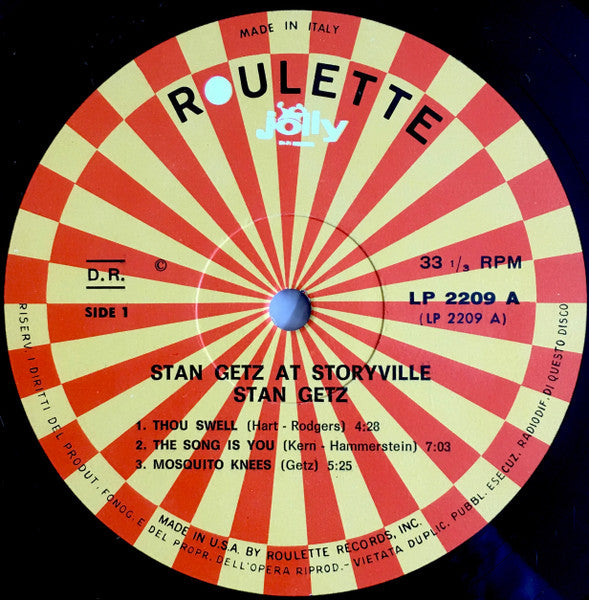 MADE IN ITALY
ROULETTE
jolly
D.R.
©
33 1/3 RPM
SIDE 1
LP 2209 A
(LP 2209 A)
STAN GETZ AT STORYVILLE
STAN GETZ
1. THOU SWELL (Hart - Rodgers) 4:28
2. THE SONG IS YOU (Kern - Hammerstein) 7:03
3. MOSQUITO KNEES (Getz) 5:25
MADE IN U.S.A. BY ROULETTE RECORDS, INC.
RISERV. I DIRITTI DEL PRODUT. FONOG. E DEL PROPR. DELL'OPERA RIPROD. - VIETATA DUPLIC. PUBBL. ESECUZ. RADIODIF. DI QUESTO DISCO